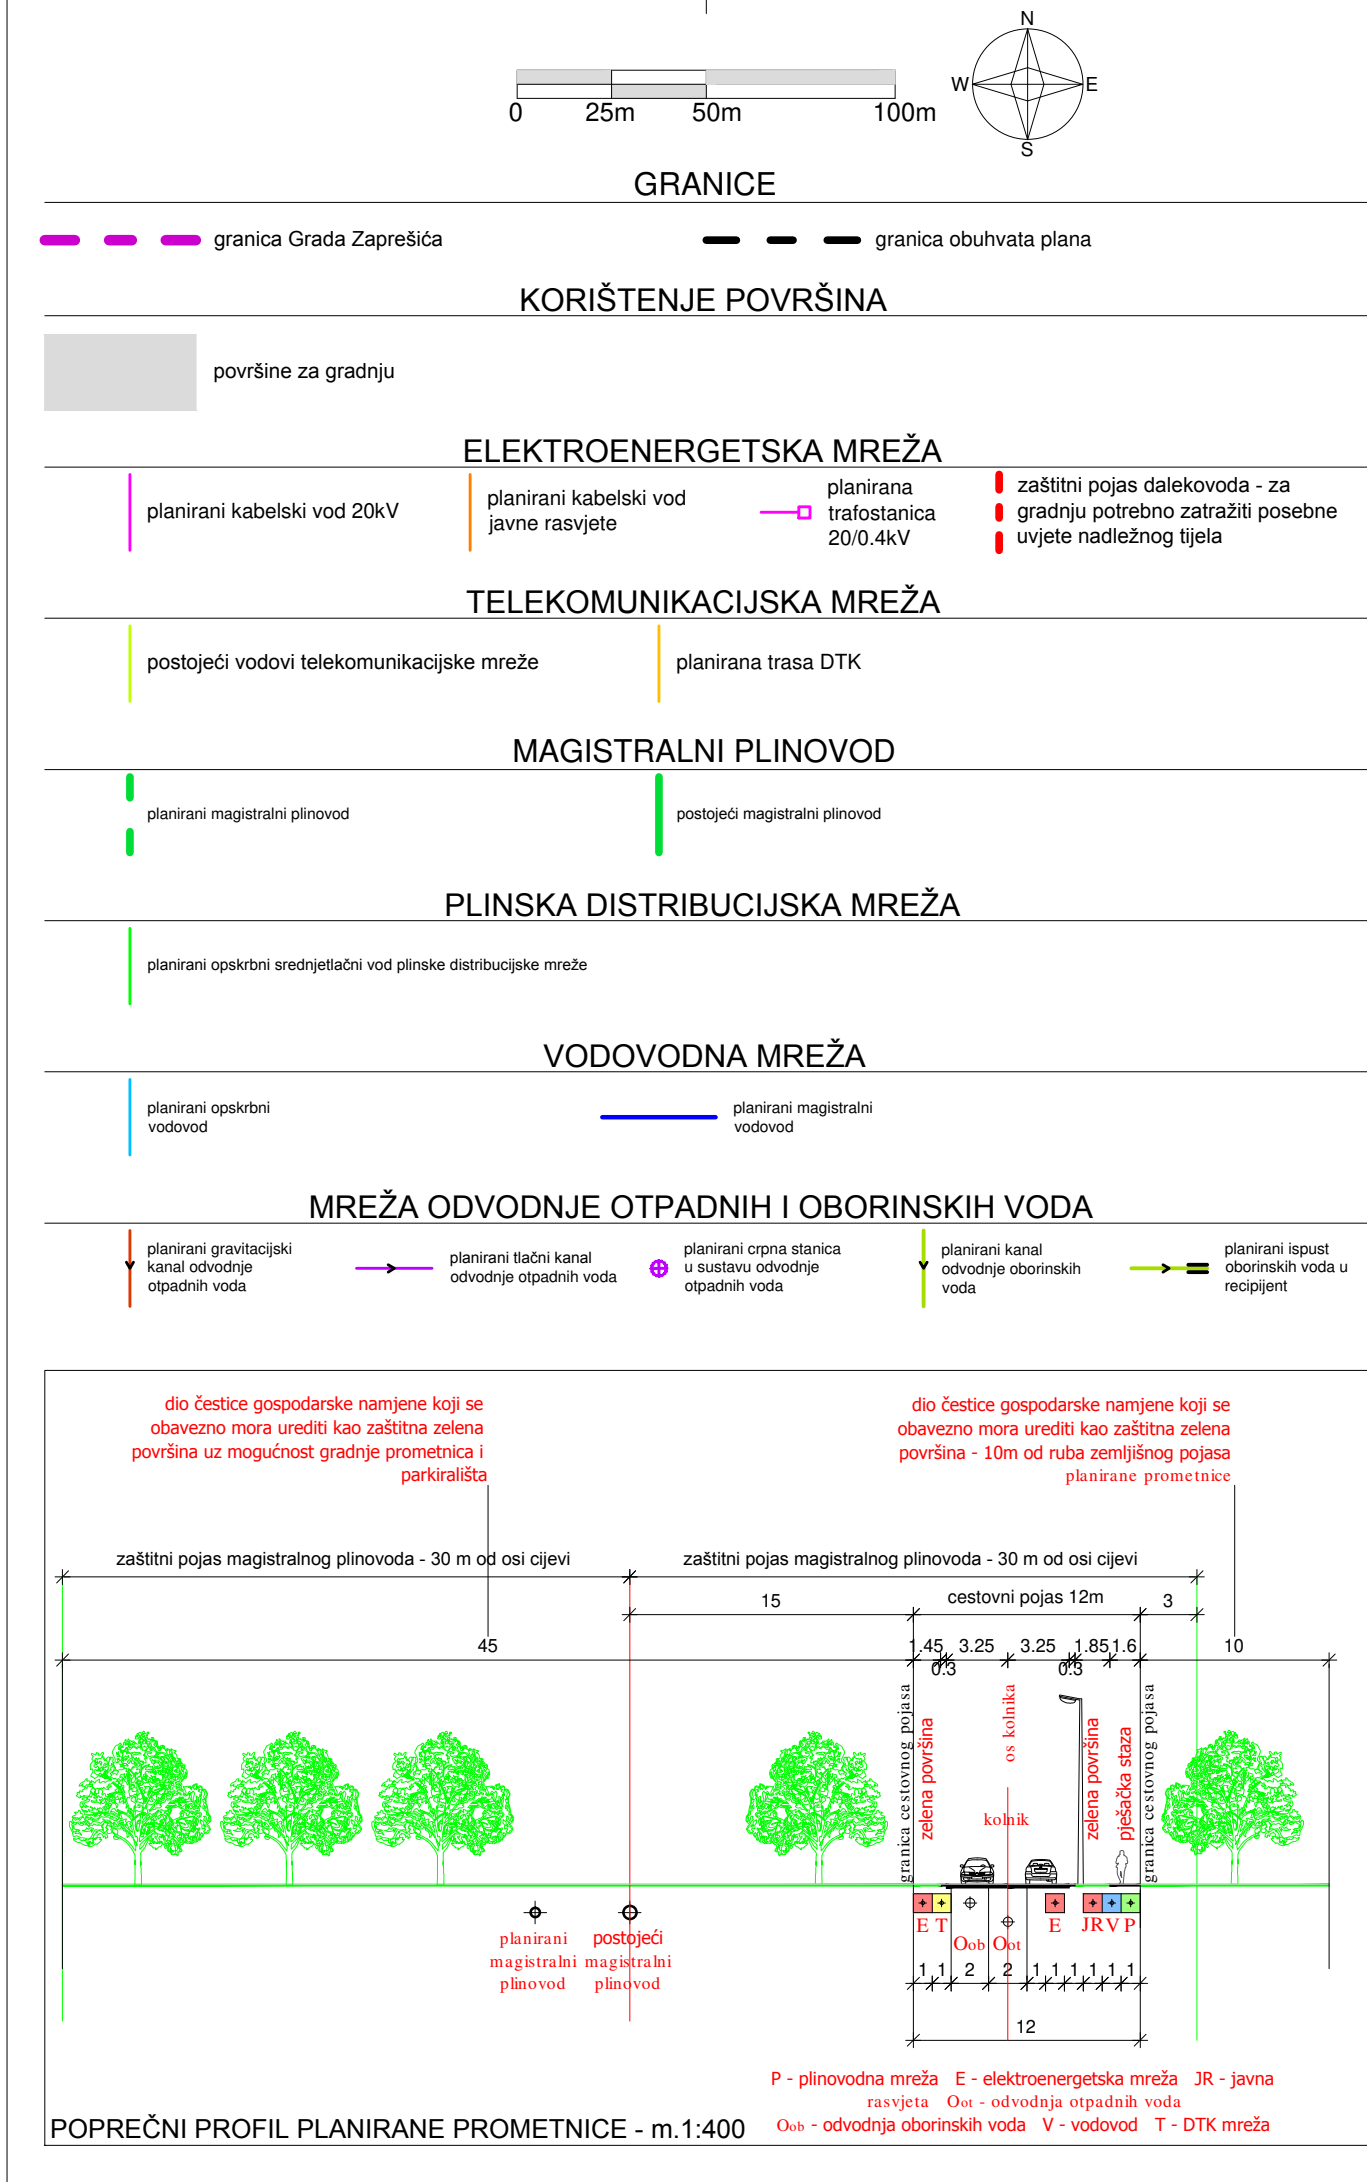 N
W E
S
0 25m 50m 100m
GRANICE
granica Grada Zaprešića
granica obuhvata plana
KORIŠTENJE POVRŠINA
površine za gradnju
ELEKTROENERGETSKA MREŽA
planirani kabelski vod 20kV
planirani kabelski vod
javne rasvjete
planirana
trafostanica
20/0.4kV
zaštitni pojas dalekovoda - za
gradnju potrebno zatražiti posebne
uvjete nadležnog tijela
TELEKOMUNIKACIJSKA MREŽA
postojeći vodovi telekomunikacijske mreže
planirana trasa DTK
MAGISTRALNI PLINOVOD
planirani magistralni plinovod
postojeći magistralni plinovod
PLINSKA DISTRIBUCIJSKA MREŽA
planirani opskrbni srednjetlačni vod plinske distribucijske mreže
VODOVODNA MREŽA
planirani opskrbni
vodovod
planirani magistralni
vodovod
MREŽA ODVODNJE OTPADNIH I OBORINSKIH VODA
planirani gravitacijski
kanal odvodnje
otpadnih voda
planirani tlačni kanal
odvodnje otpadnih voda
planirani crpna stanica
u sustavu odvodnje
otpadnih voda
planirani kanal
odvodnje oborinskih
voda
planirani ispust
oborinskih voda u
recipijent
dio čestice gospodarske namjene koji se
obavezno mora urediti kao zaštitna zelena
površina uz mogućnost gradnje prometnica i
parkirališta
dio čestice gospodarske namjene koji se
obavezno mora urediti kao zaštitna zelena
površina - 10m od ruba zemljišnog pojasa
planirane prometnice
zaštitni pojas magistralnog plinovoda - 30 m od osi cijevi
zaštitni pojas magistralnog plinovoda - 30 m od osi cijevi
15 cestovni pojas 12m 3
45 1.45 3.25 3.25 1.85 1.6 10
0.3 0.3
granica cestovnog pojasa
zelena površina
os kolnika
kolnik
zelena površina
pješačka staza
granica cestovnog pojasa
E T Oob Oot E JR V P
planirani
magistralni
plinovod
postojeći
magistralni
plinovod
1 1 2 2 1 1 1 1 1 1
12
P - plinovodna mreža E - elektroenergetska mreža JR - javna
rasvjeta Oot - odvodnja otpadnih voda
Oob - odvodnja oborinskih voda V - vodovod T - DTK mreža
POPREČNI PROFIL PLANIRANE PROMETNICE - m.1:400